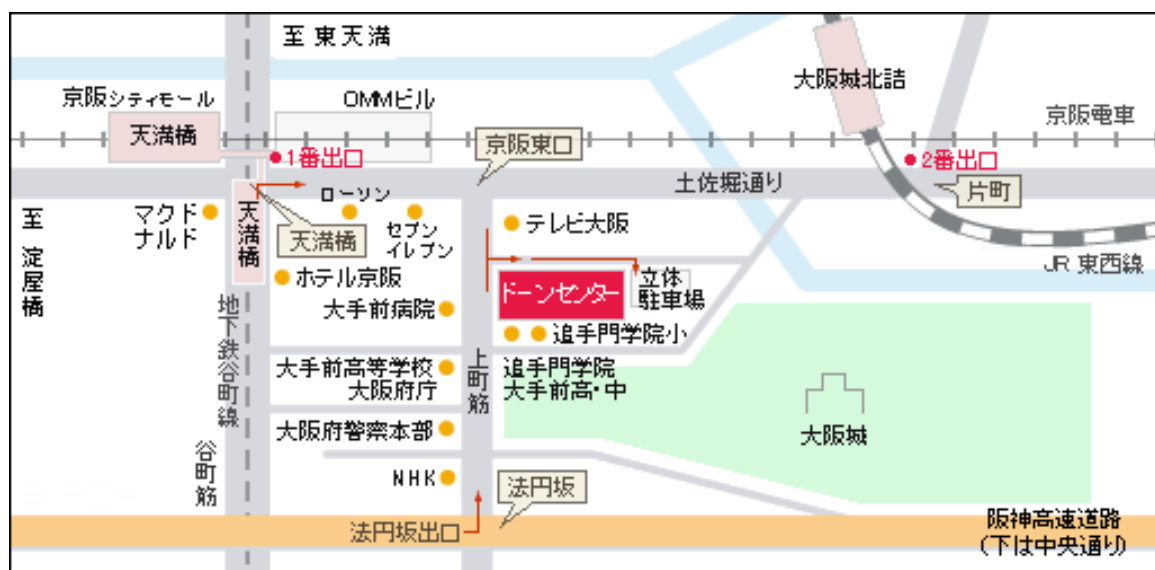 至 東天満
大阪城北詰
京阪シティモール
OMMビル
京阪電車
天満橋
1番出口
京阪東口
2番出口
土佐堀通り
片町
ローソン
マクド
ナルド
天満橋
天満橋
セブン
イレブン
テレビ大阪
至 淀屋橋
ホテル京阪
JR 東西線
ドーンセンター
立体
駐車場
大手前病院
追手門学院小
地下鉄谷町線
大手前高等学校
大阪府庁
上町筋
追手門学院
大手前高・中
大阪府警察本部
大阪城
谷町筋
NHK
法円坂
法円坂出口
阪神高速道路
(下は中央通り)